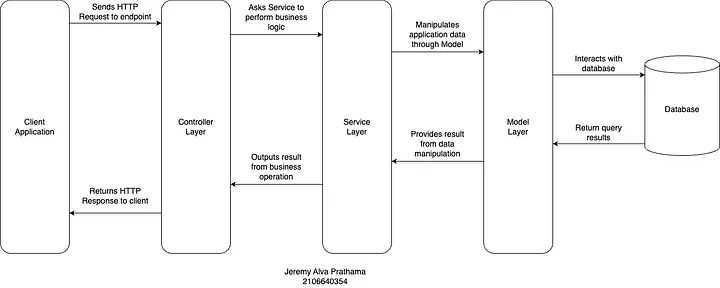 Sends HTTP
Request to endpoint
Asks Service to
perform business
logic
Manipulates
application data
through Model
Interacts with
database
Client
Application
Controller
Layer
Service
Layer
Model
Layer
Database
Returns HTTP
Response to client
Outputs result
from business
operation
Provides result
from data
manipulation
Return query
results
Jeremy Alva Prathama
2106640354